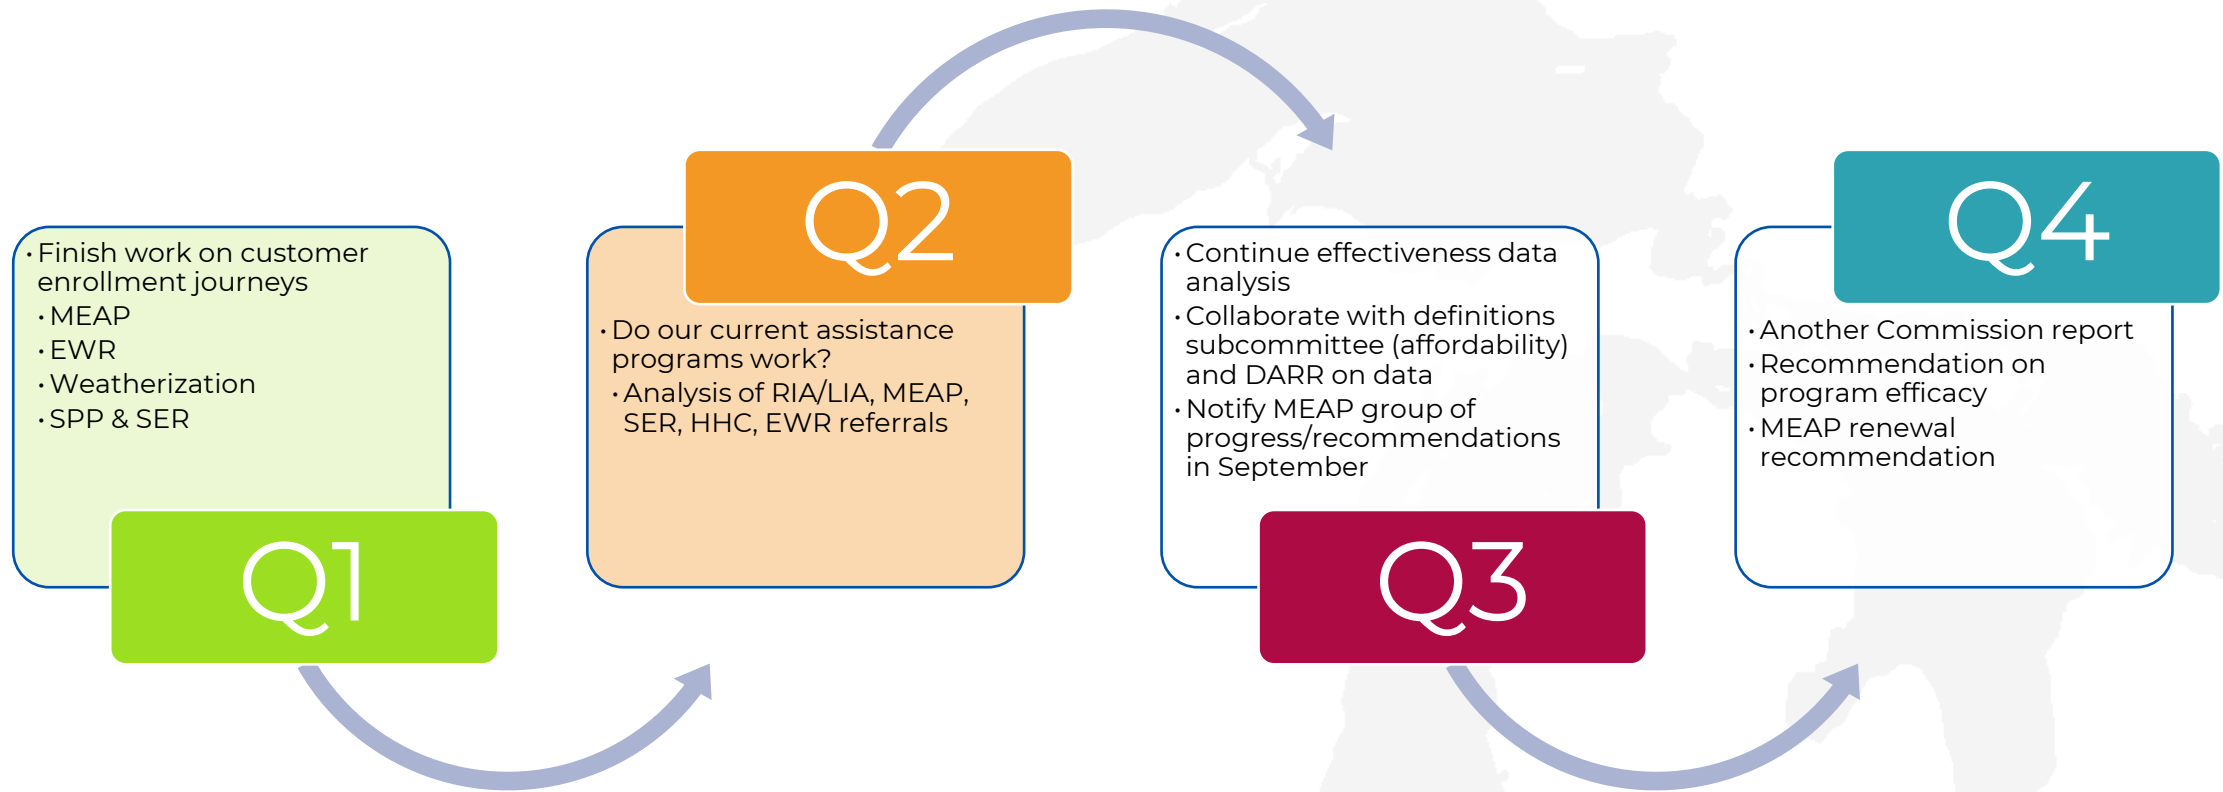 · Finish work on customer
enrollment journeys
· MEAP
· EWR
· Weatherization
· SPP & SER
Q1
Q2
· Do our current assistance
programs work?
· Analysis of RIA/LIA, MEAP,
SER, HHC, EWR referrals
· Continue effectiveness data
analysis
· Collaborate with definitions
subcommittee (affordability)
and DARR on data
· Notify MEAP group of
progress/recommendations
in September
Q3
Q4
· Another Commission report
· Recommendation on
program efficacy
· MEAP renewal
recommendation